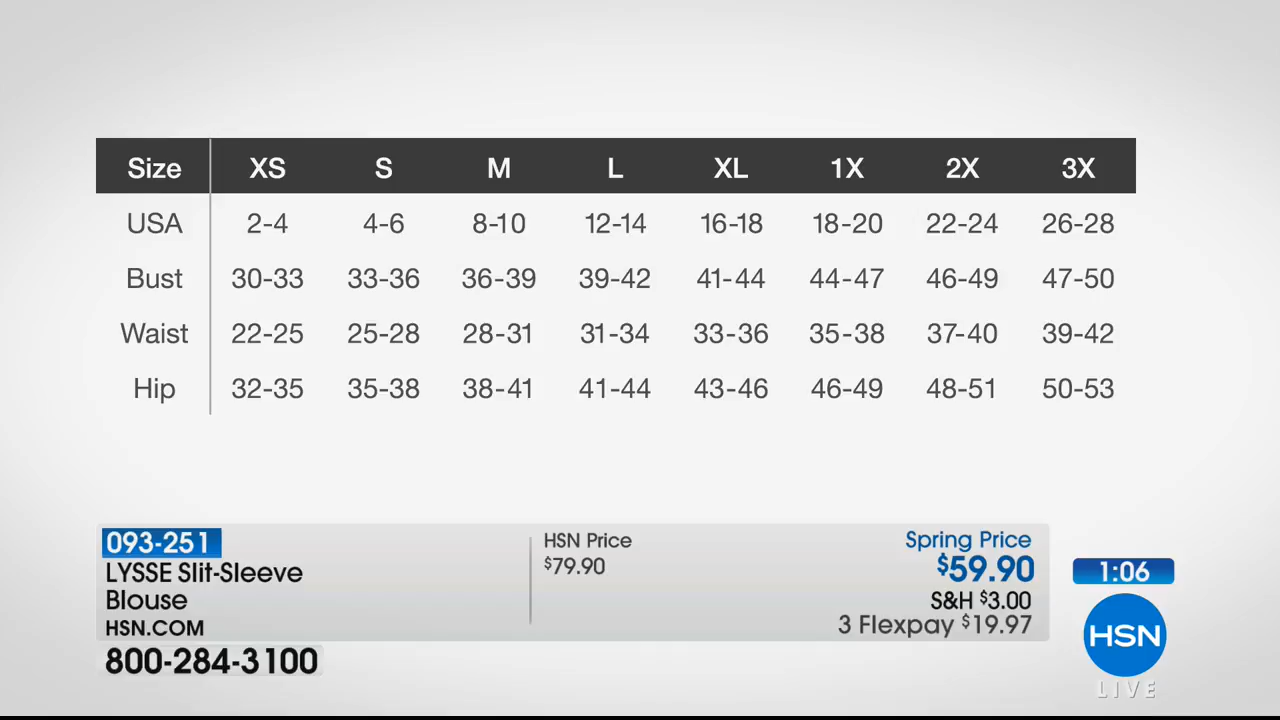 Size XS S M L XL 1X 2X 3X
USA 2-4 4-6 8-10 12-14 16-18 18-20 22-24 26-28
Bust 30-33 33-36 36-39 39-42 41-44 44-47 46-49 47-50
Waist 22-25 25-28 28-31 31-34 33-36 35-38 37-40 39-42
Hip 32-35 35-38 38-41 41-44 43-46 46-49 48-51 50-53
093-251
LYSSE Slit-Sleeve
Blouse
HSN.COM
800-284-3100
HSN Price
$79.90
Spring Price
$59.90
S&H $3.00
3 Flexpay $19.97
1:06
HSN
LIVE